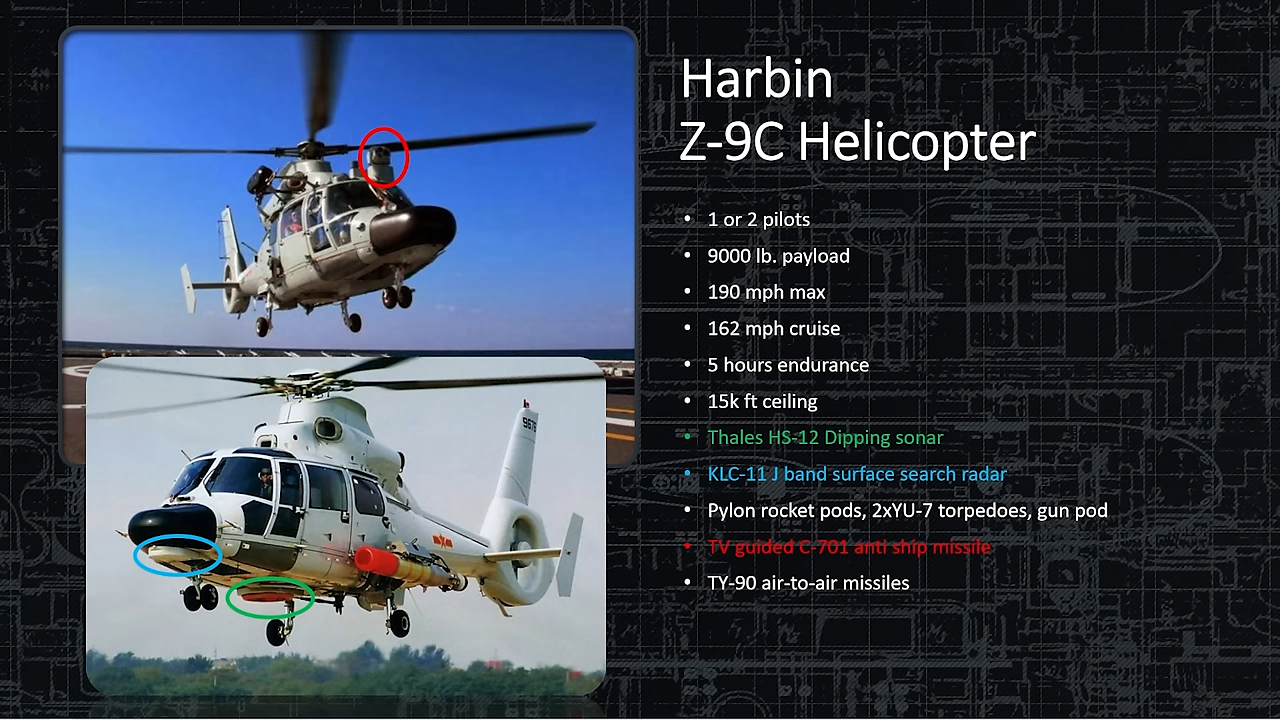 Harbin
Z-9C Helicopter
• 1 or 2 pilots
• 9000 lb. payload
• 190 mph max
• 162 mph cruise
• 5 hours endurance
• 15k ft ceiling
• Thales HS-12 Dipping sonar
• KLC-11 J band surface search radar
• Pylon rocket pods, 2xYU-7 torpedoes, gun pod
• TV guided C-701 anti ship missile
• TY-90 air-to-air missiles